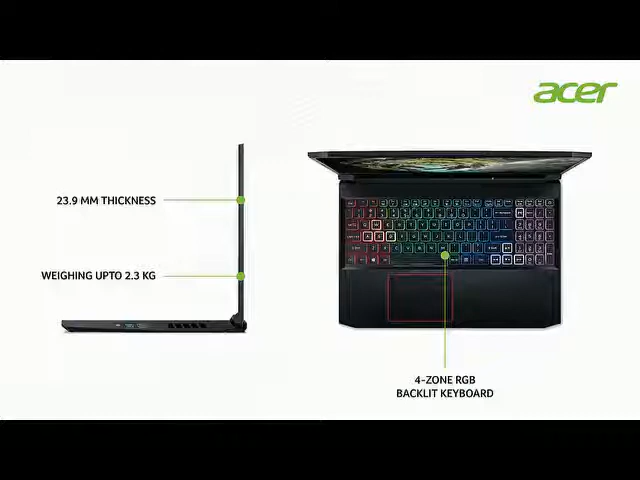 acer
23.9 MM THICKNESS
WEIGHING UPTO 2.3 KG
4-ZONE RGB
BACKLIT KEYBOARD